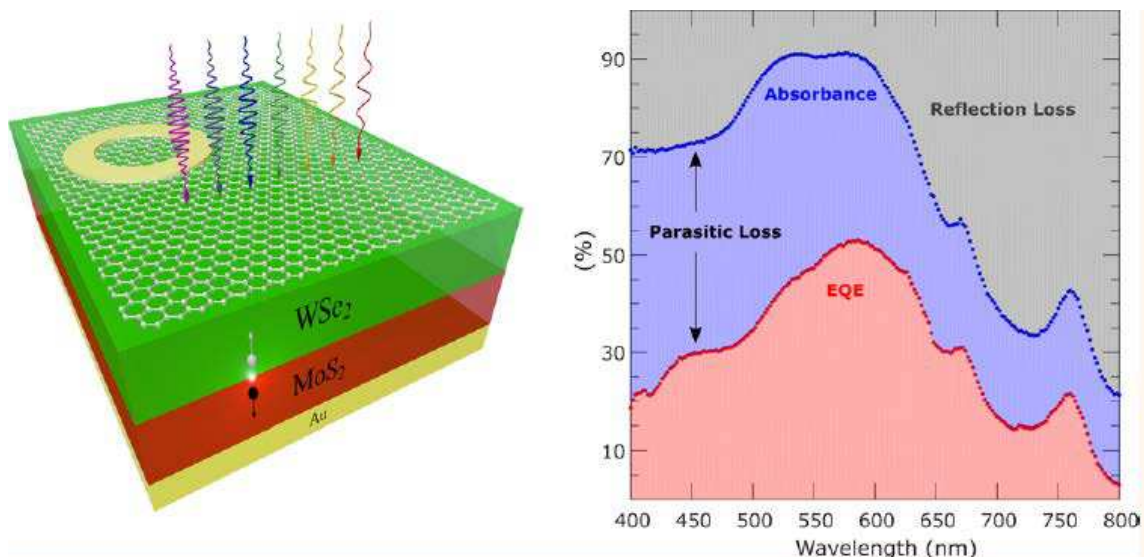 WSe2
MoS2
Au
90
70
50
30
10
(%)
Absorbance
Reflection Loss
Parasitic Loss
EQE
400 450 500 550 600 650 700 750 800
Wavelength (nm)